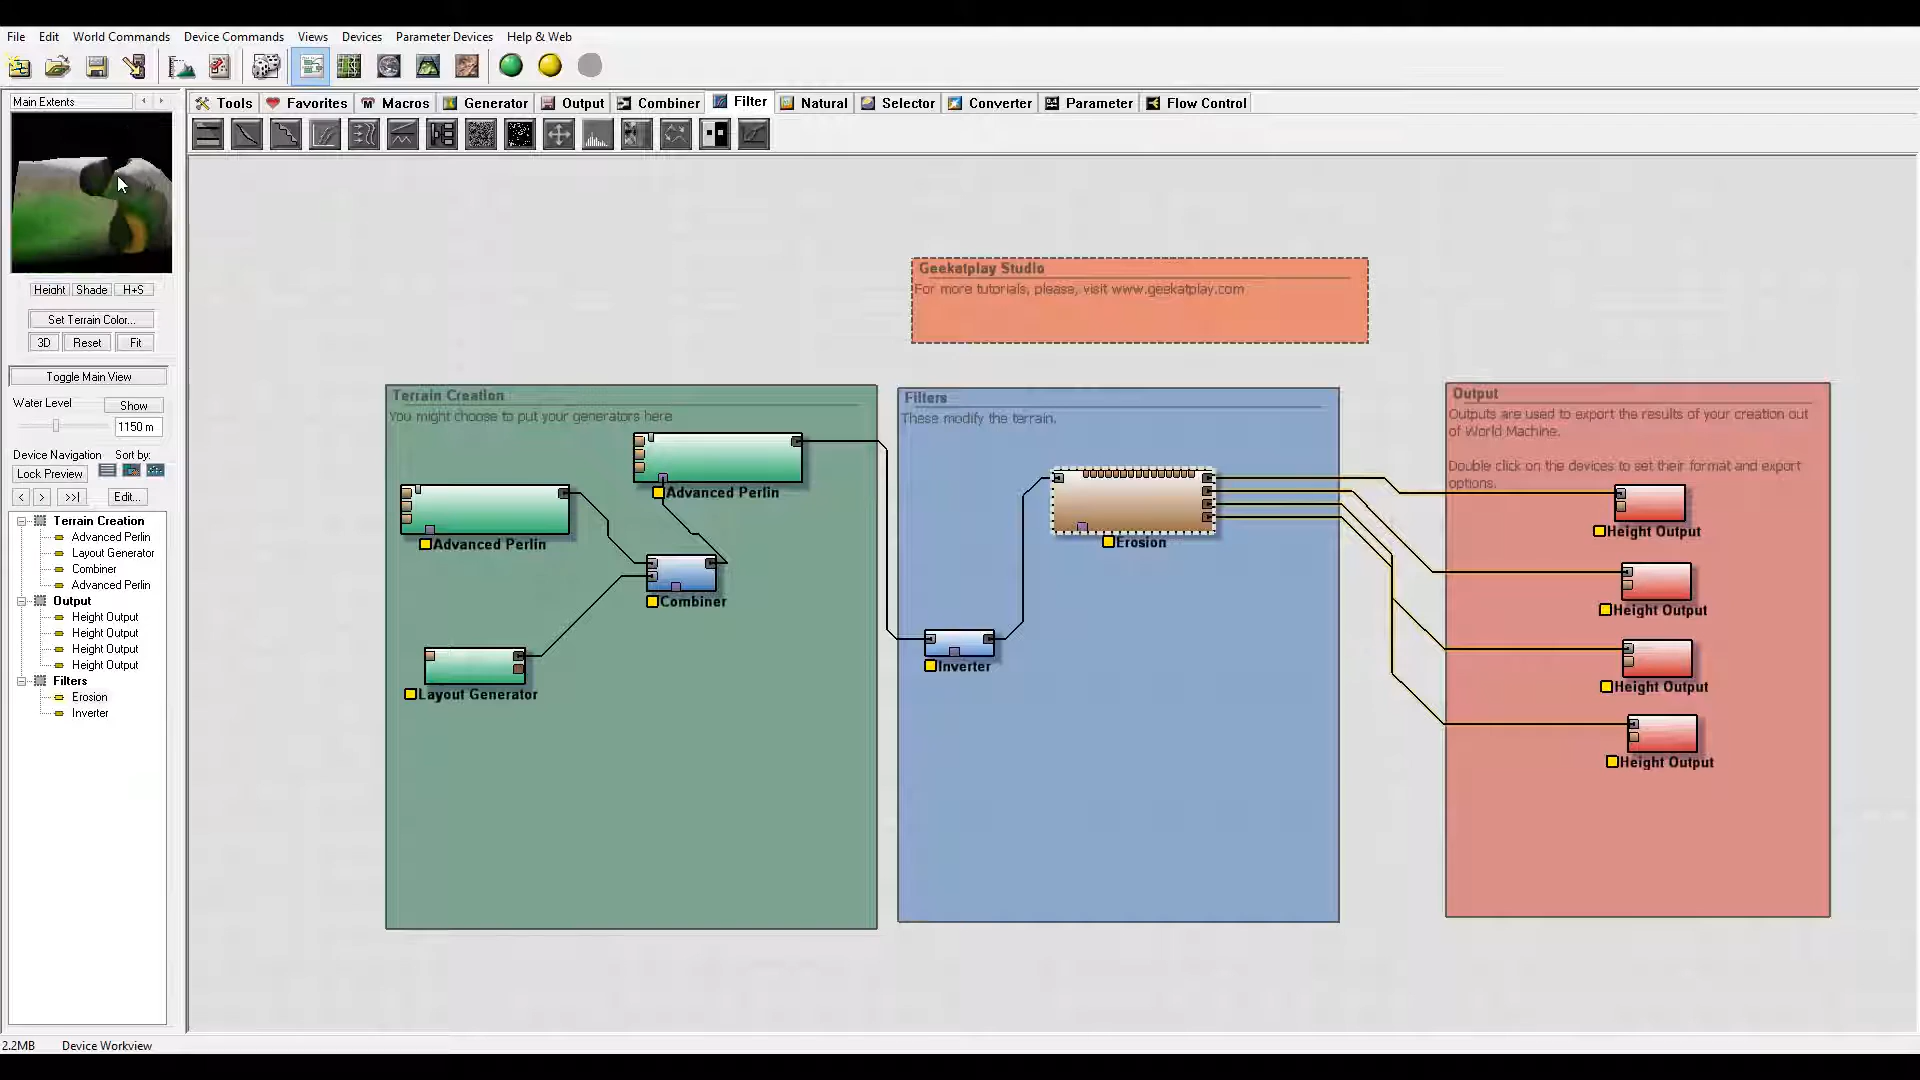 File Edit World Commands Device Commands Views Devices Parameter Devices Help & Web
Main Extents
Tools Favorites Macros Generator Output Combiner Filter Natural Selector Converter Parameter Flow Control
Height Shade H+S
Set Terrain Color...
3D Reset Fit
Toggle Main View
Water Level Show
1150 m
Device Navigation Sort by:
Lock Preview
< > >>| Edit...
Terrain Creation
Advanced Perlin
Layout Generator
Combiner
Advanced Perlin
Output
Height Output
Height Output
Height Output
Height Output
Filters
Erosion
Inverter
Geekatplay Studio
For more tutorials, please, visit www.geekatplay.com
Terrain Creation
You might choose to put your generators here
Advanced Perlin
Advanced Perlin
Combiner
Layout Generator
Filters
These modify the terrain.
Erosion
Inverter
Output
Outputs are used to export the results of your creation out
of World Machine.
Double click on the devices to set their format and export
options.
Height Output
Height Output
Height Output
Height Output
2.2MB Device Workview